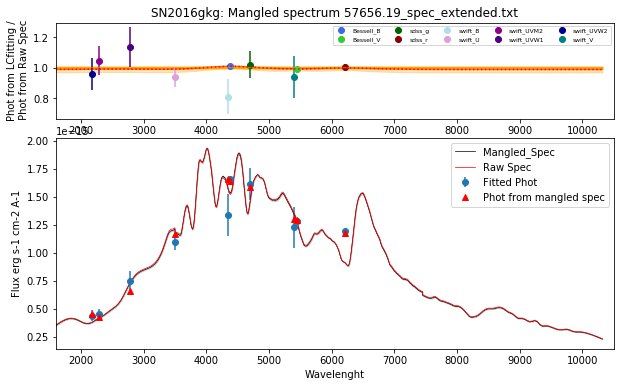 SN2016gkg: Mangled spectrum 57656.19_spec_extended.txt
Phot from LCfitting /
Phot from Raw Spec
1.2
1.0
0.8
Bessell_B
Bessell_V
sdss_g
sdss_r
swift_B
swift_U
swift_UVM2
swift_UVW1
swift_UVW2
swift_V
2000 3000 4000 5000 6000 7000 8000 9000 10000
Flux erg s-1 cm-2 A-1
2.00
1.75
1.50
1.25
1.00
0.75
0.50
0.25
Mangled_Spec
Raw Spec
Fitted Phot
Phot from mangled spec
2000 3000 4000 5000 6000 7000 8000 9000 10000
Wavelenght